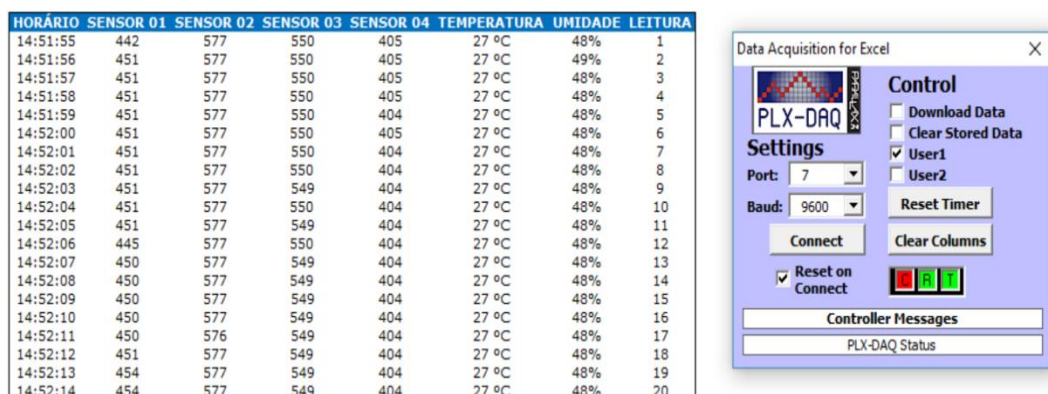 HORÁRIO SENSOR 01 SENSOR 02 SENSOR 03 SENSOR 04 TEMPERATURA UMIDADE LEITURA
14:51:55 442 577 550 405 27 ºC 48% 1
14:51:56 451 577 550 405 27 ºC 49% 2
14:51:57 451 577 550 405 27 ºC 48% 3
14:51:58 451 577 550 405 27 ºC 48% 4
14:51:59 451 577 550 404 27 ºC 48% 5
14:52:00 451 577 550 405 27 ºC 48% 6
14:52:01 451 577 550 404 27 ºC 48% 7
14:52:02 451 577 550 404 27 ºC 48% 8
14:52:03 451 577 549 404 27 ºC 48% 9
14:52:04 451 577 550 404 27 ºC 48% 10
14:52:05 451 577 549 404 27 ºC 48% 11
14:52:06 445 577 550 404 27 ºC 48% 12
14:52:07 450 577 549 404 27 ºC 48% 13
14:52:08 450 577 549 404 27 ºC 48% 14
14:52:09 450 577 549 404 27 ºC 48% 15
14:52:10 450 577 549 404 27 ºC 48% 16
14:52:11 450 576 549 404 27 ºC 48% 17
14:52:12 451 577 549 404 27 ºC 48% 18
14:52:13 454 577 549 404 27 ºC 48% 19
14:52:14 454 577 549 404 27 ºC 48% 20
Data Acquisition for Excel
PLX-DAQ
PARALLAX
Control
Download Data
Clear Stored Data
User1
User2
Settings
Port: 7
Baud: 9600
Reset Timer
Connect
Clear Columns
Reset on
Connect
C R T
Controller Messages
PLX-DAQ Status